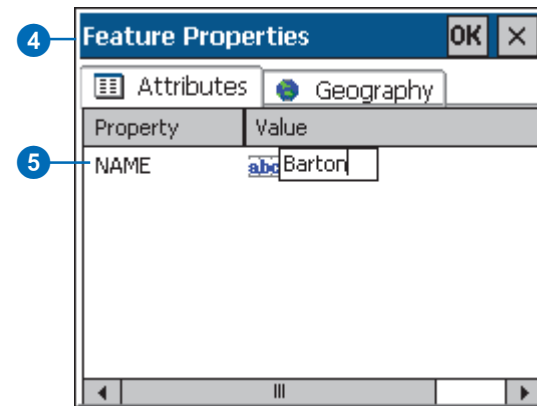 4 Feature Properties OK ×
Attributes Geography
Property Value
5 NAME abc Barton